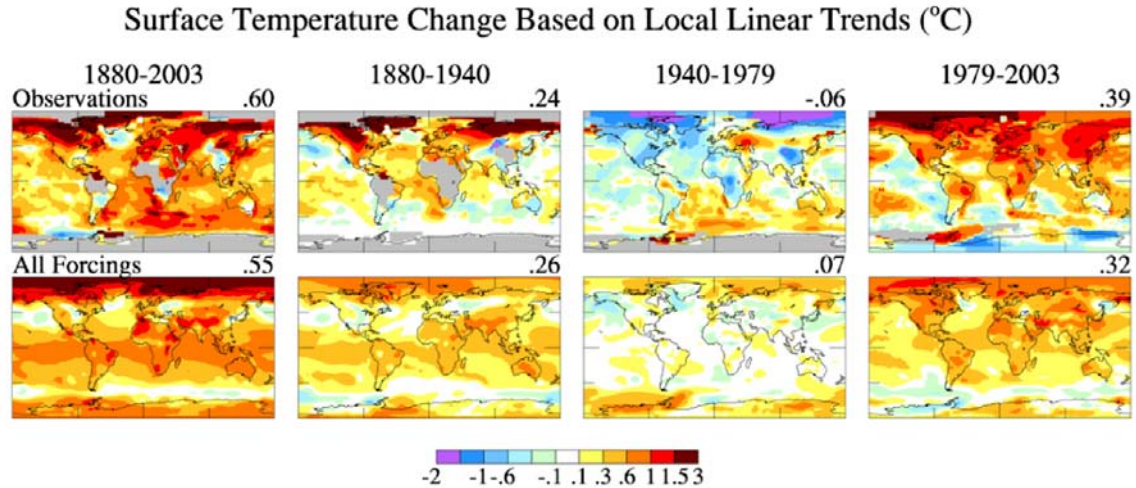 Surface Temperature Change Based on Local Linear Trends (°C)
1880-2003 1880-1940 1940-1979 1979-2003
Observations .60 .24 -.06 .39
All Forcings .55 .26 .07 .32
-2 -1 -.6 -.1 .1 .3 .6 1 1.5 3